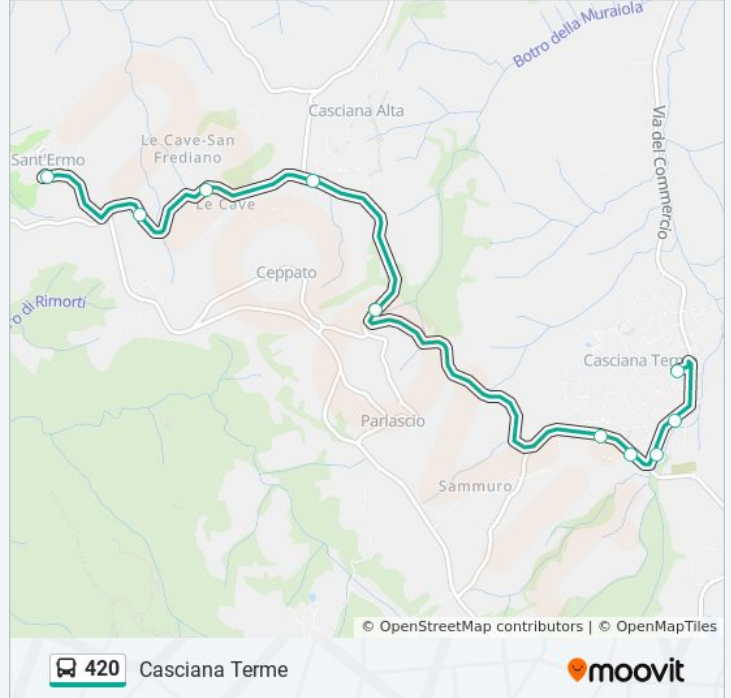 Botro della Muraiola
Casciana Alta
Via del Commercio
Le Cave-San
Frediano
Sant'Ermo
Le Cave
Ceppato
o di Rimorti
Casciana Ter
Parlascio
Sammuro
© OpenStreetMap contributors | © OpenMapTiles
420 Casciana Terme
moovit